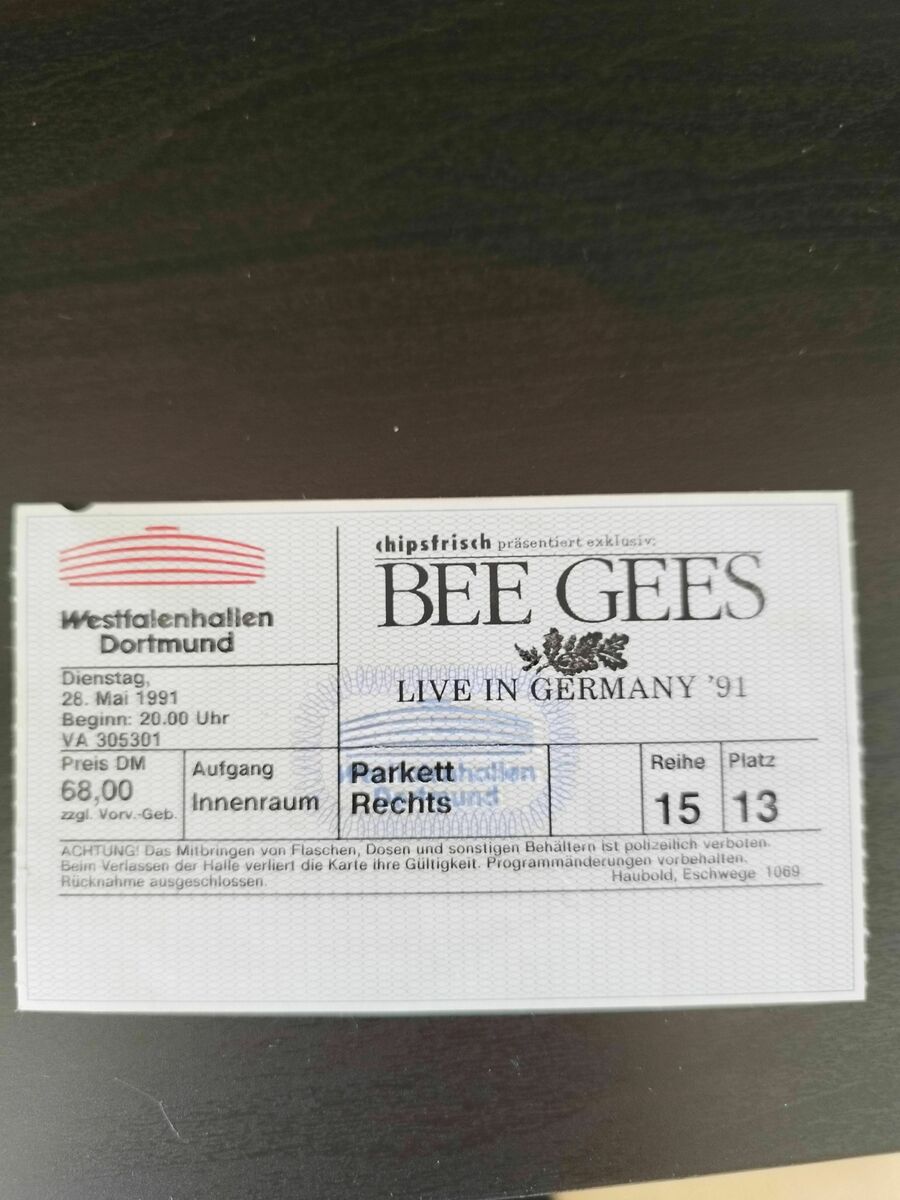 Westfalenhallen
Dortmund
Dienstag,
28. Mai 1991
Beginn: 20.00 Uhr
VA 305301
chipsfrisch präsentiert exklusiv:
BEE GEES
LIVE IN GERMANY '91
Westfalenhallen
Dortmund
Preis DM
68,00
zzgl. Vorv.-Geb.
Aufgang
Innenraum
Parkett
Rechts
Reihe
15
Platz
13
ACHTUNG! Das Mitbringen von Flaschen, Dosen und sonstigen Behältern ist polizeilich verboten.
Beim Verlassen der Halle verliert die Karte ihre Gültigkeit. Programmänderungen vorbehalten.
Rücknahme ausgeschlossen.
Haubold, Eschwege 1069